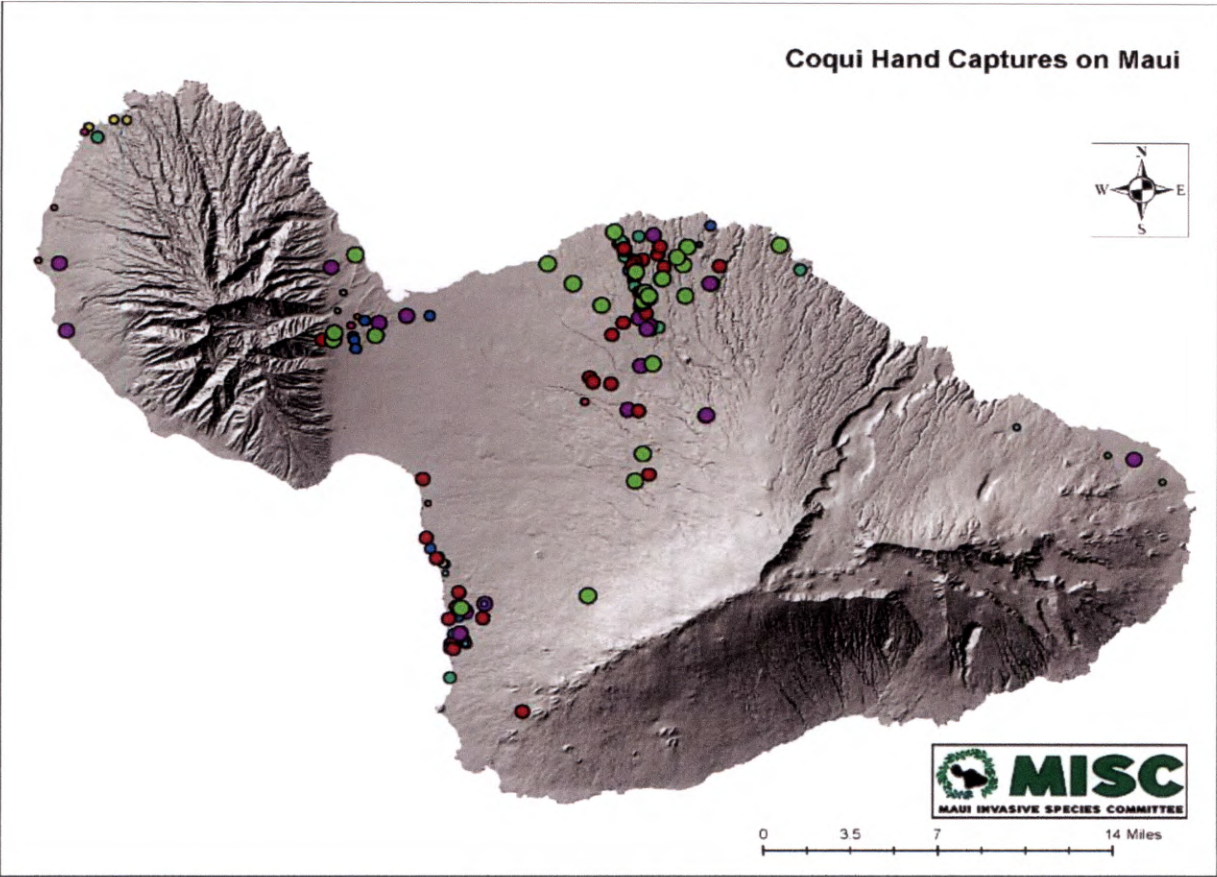 Coqui Hand Captures on Maui
N
W E
S
MISC
MAUI INVASIVE SPECIES COMMITTEE
0 3.5 7 14 Miles